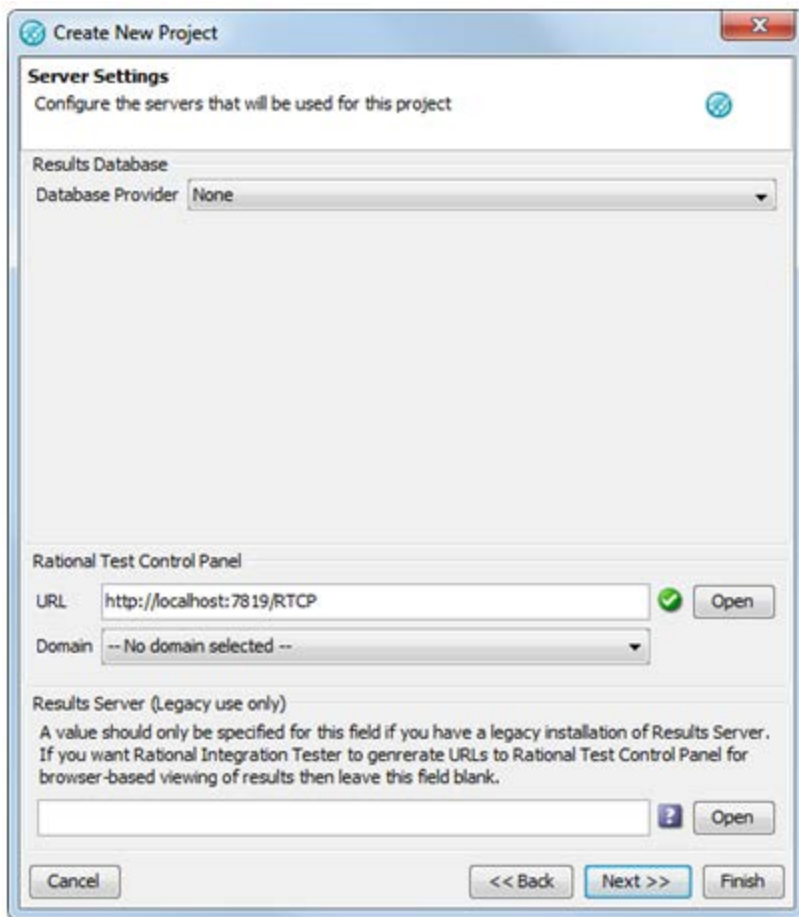 Create New Project
Server Settings
Configure the servers that will be used for this project
Results Database
Database Provider None
Rational Test Control Panel
URL http://localhost:7819/RTCP Open
Domain -- No domain selected --
Results Server (Legacy use only)
A value should only be specified for this field if you have a legacy installation of Results Server.
If you want Rational Integration Tester to genrerate URLs to Rational Test Control Panel for
browser-based viewing of results then leave this field blank.
? Open
Cancel << Back Next >> Finish